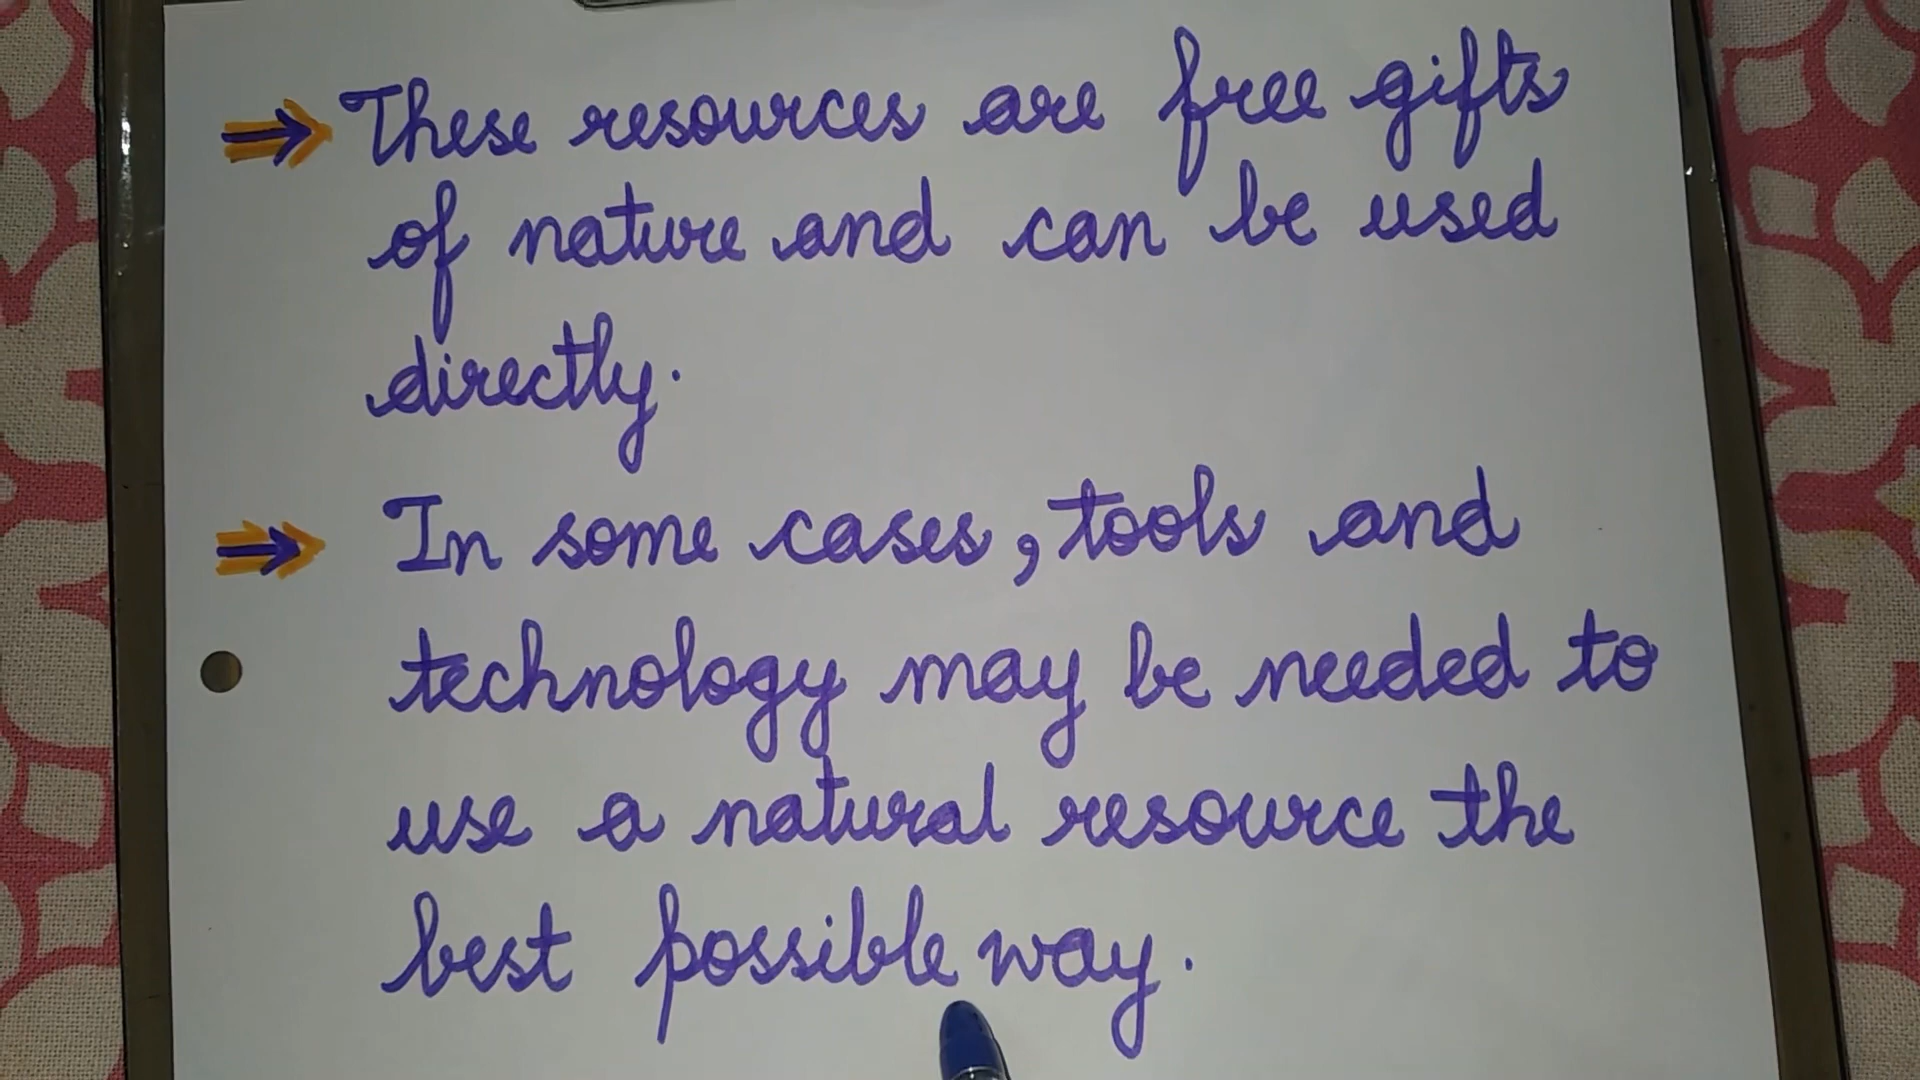 ⇒ These resources are free gifts
of nature and can be used
directly.
⇒ In some cases, tools and
technology may be needed to
use a natural resource the
best possible way.